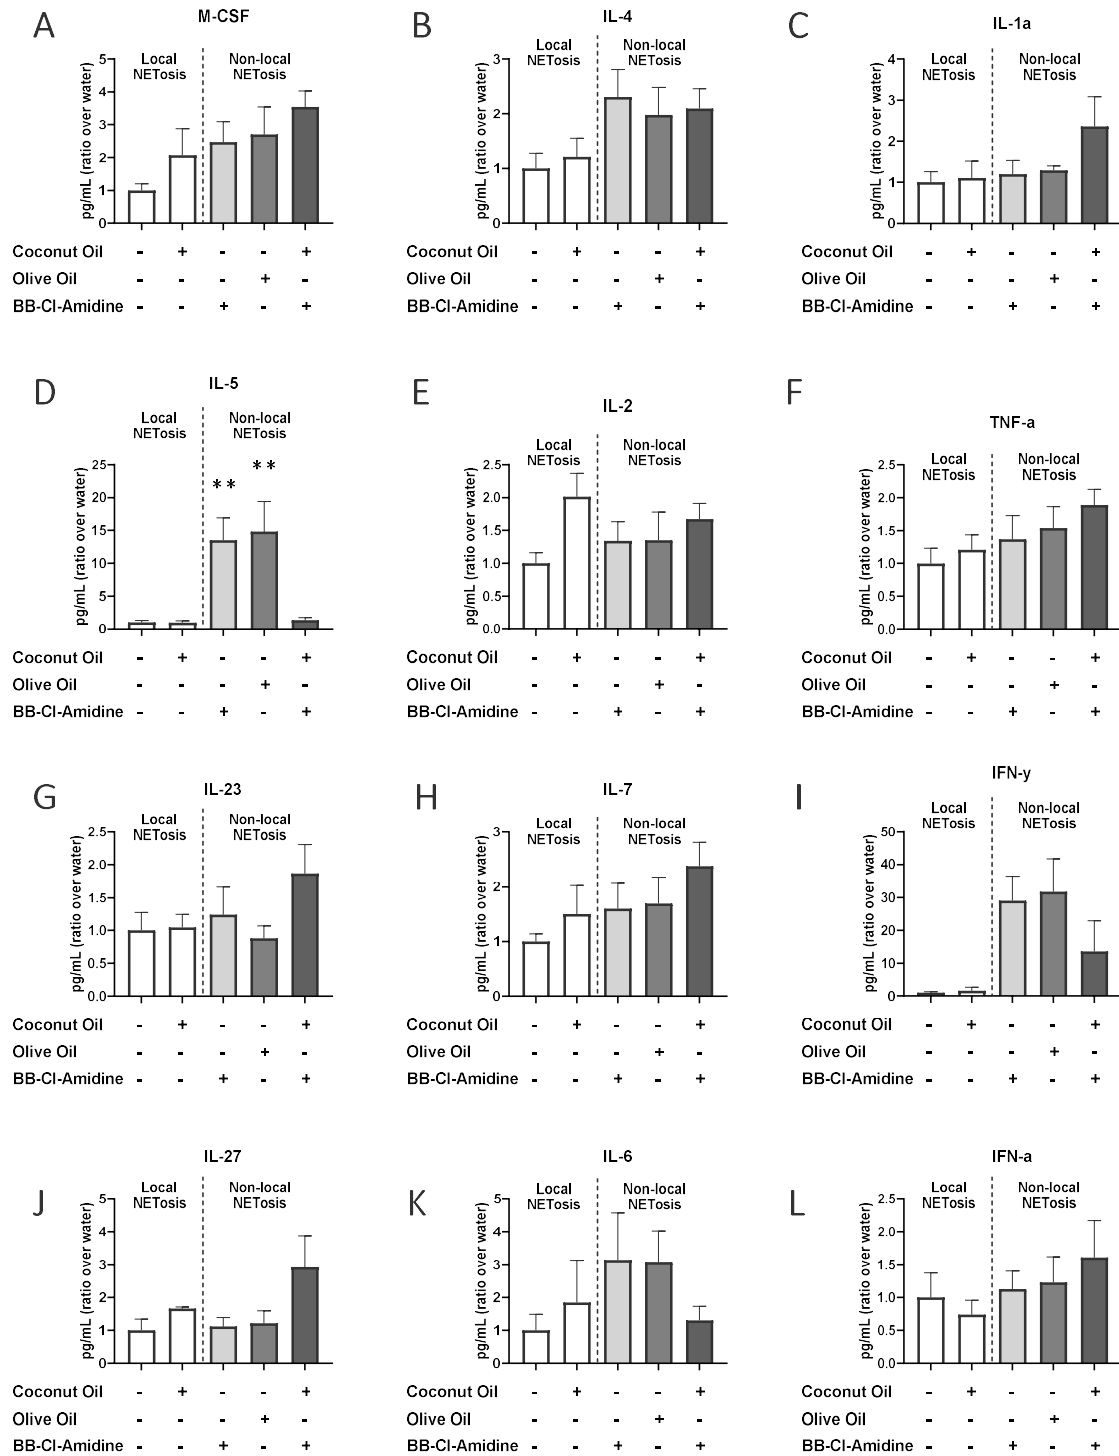 A
M-CSF
Local
NETosis
Non-local
NETosis
pg/mL (ratio over water)
5
4
3
2
1
0
Coconut Oil - + - - +
Olive Oil - - - + -
BB-Cl-Amidine - - + - +
B
IL-4
Local
NETosis
Non-local
NETosis
pg/mL (ratio over water)
3
2
1
0
- + - - +
- - - + -
- - + - +
C
IL-1a
Local
NETosis
Non-local
NETosis
pg/mL (ratio over water)
4
3
2
1
0
Coconut Oil - + - - +
Olive Oil - - - + -
BB-Cl-Amidine - - + - +
D
IL-5
Local
NETosis
Non-local
NETosis
pg/mL (ratio over water)
25
20
15
10
5
0
**
**
Coconut Oil - + - - +
Olive Oil - - - + -
BB-Cl-Amidine - - + - +
E
IL-2
Local
NETosis
Non-local
NETosis
pg/mL (ratio over water)
2.5
2.0
1.5
1.0
0.5
0.0
Coconut Oil - + - - +
Olive Oil - - - + -
BB-Cl-Amidine - - + - +
F
TNF-a
Local
NETosis
Non-local
NETosis
pg/mL (ratio over water)
2.5
2.0
1.5
1.0
0.5
0.0
Coconut Oil - + - - +
Olive Oil - - - + -
BB-Cl-Amidine - - + - +
G
IL-23
Local
NETosis
Non-local
NETosis
pg/mL (ratio over water)
2.5
2.0
1.5
1.0
0.5
0.0
Coconut Oil - + - - +
Olive Oil - - - + -
BB-Cl-Amidine - - + - +
H
IL-7
Local
NETosis
Non-local
NETosis
pg/mL (ratio over water)
3
2
1
0
Coconut Oil - + - - +
Olive Oil - - - + -
BB-Cl-Amidine - - + - +
I
IFN-y
Local
NETosis
Non-local
NETosis
pg/mL (ratio over water)
50
40
30
20
10
0
Coconut Oil - + - - +
Olive Oil - - - + -
BB-Cl-Amidine - - + - +
J
IL-27
Local
NETosis
Non-local
NETosis
pg/mL (ratio over water)
5
4
3
2
1
0
Coconut Oil - + - - +
Olive Oil - - - + -
BB-Cl-Amidine - - + - +
K
IL-6
Local
NETosis
Non-local
NETosis
pg/mL (ratio over water)
5
4
3
2
1
0
Coconut Oil - + - - +
Olive Oil - - - + -
BB-Cl-Amidine - - + - +
L
IFN-a
Local
NETosis
Non-local
NETosis
pg/mL (ratio over water)
2.5
2.0
1.5
1.0
0.5
0.0
Coconut Oil - + - - +
Olive Oil - - - + -
BB-Cl-Amidine - - + - +